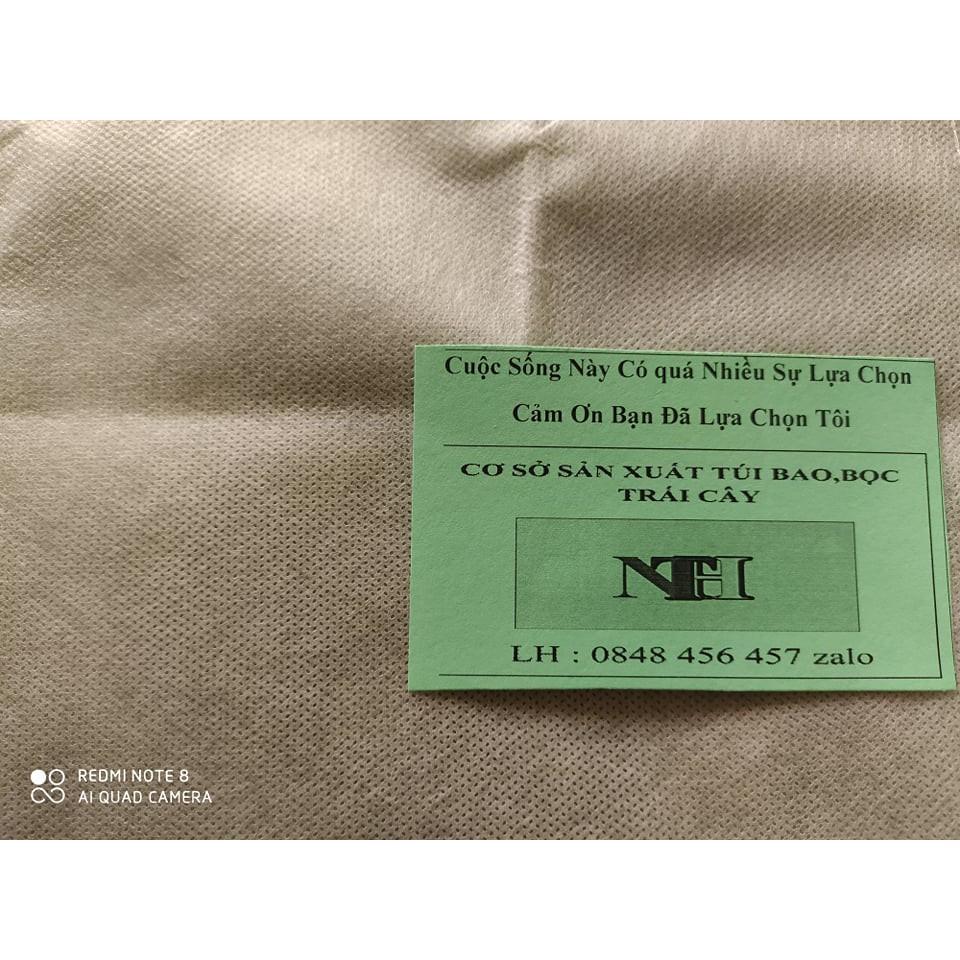 Cuộc Sống Này Có quá Nhiều Sự Lựa Chọn
Cảm Ơn Bạn Đã Lựa Chọn Tôi
CƠ SỞ SẢN XUẤT TÚI BAO,BỌC
TRÁI CÂY
NTH
LH : 0848 456 457 zalo
REDMI NOTE 8
AI QUAD CAMERA